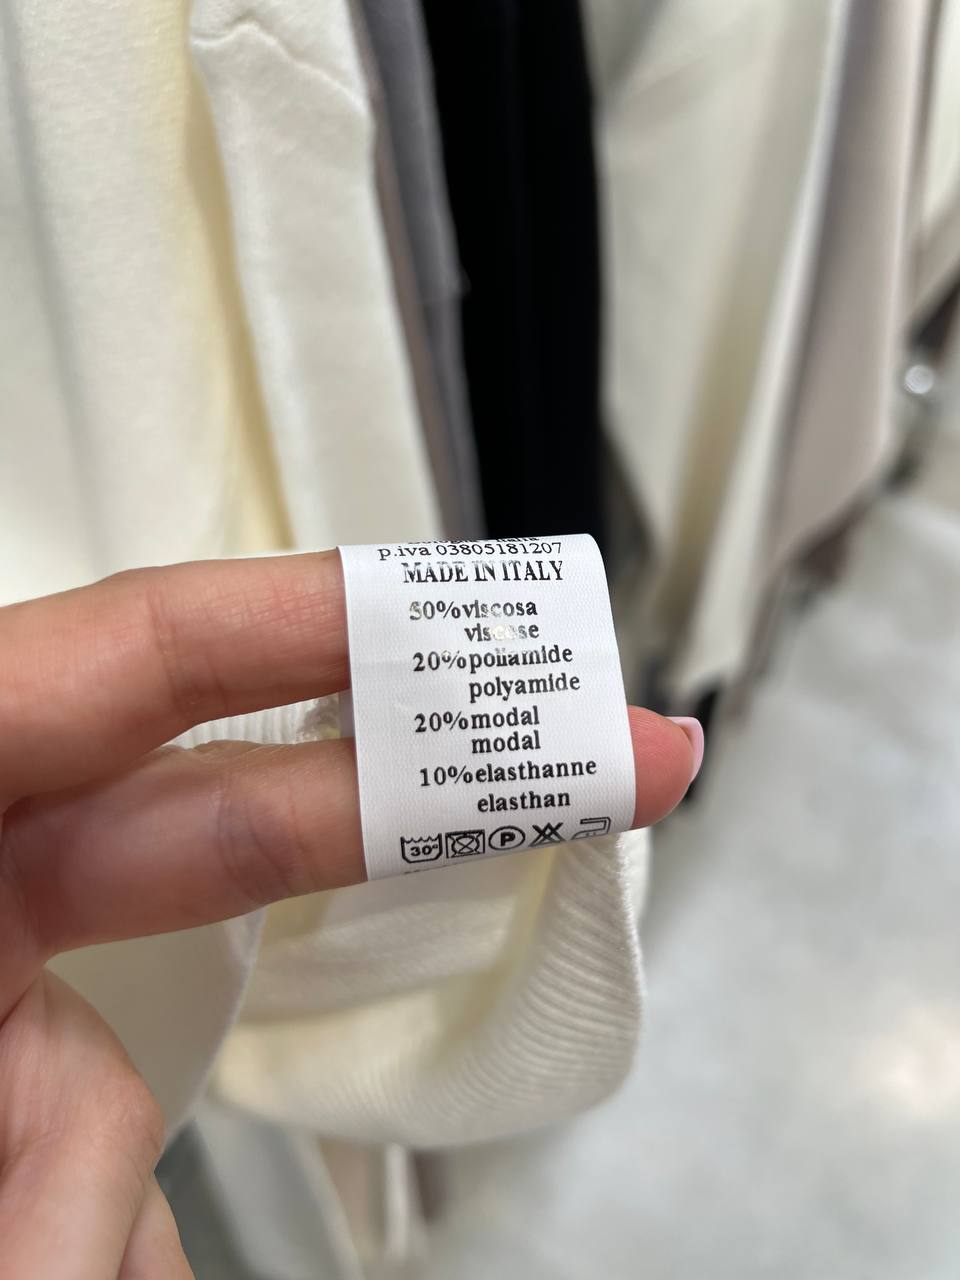 p.iva 03805181207
MADE IN ITALY
50%viscosa
viscose
20%poliamide
polyamide
20%modal
modal
10%elasthanne
elasthan
30° P